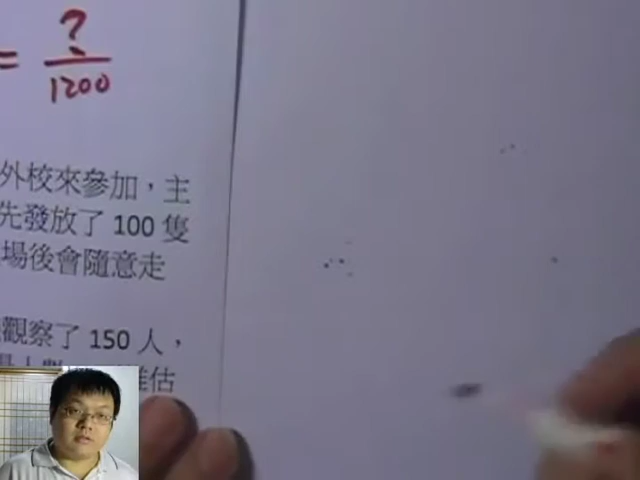 = ?/1200
外校來參加，主
先發放了 100 隻
場後會隨意走
觀察了 150 人，
估